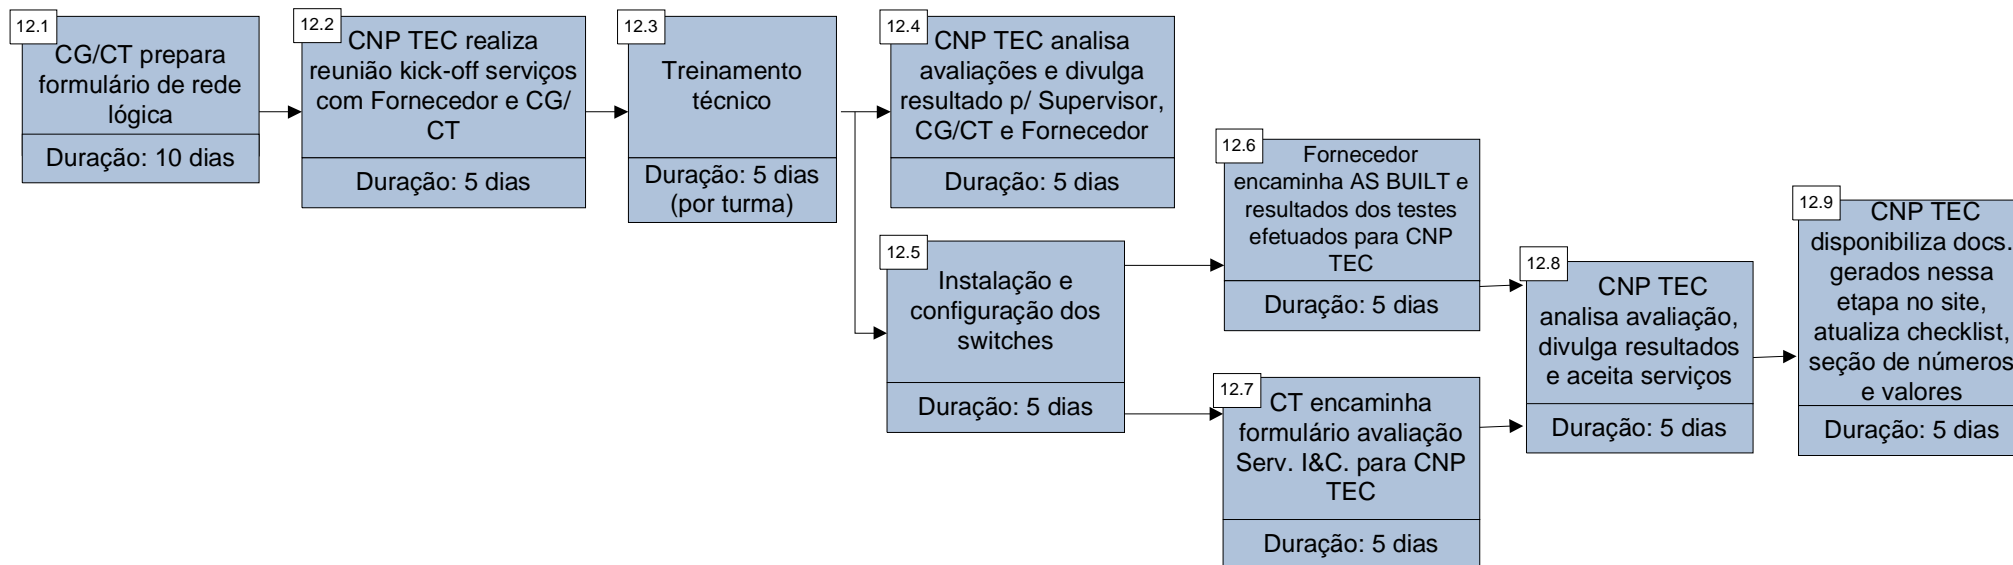 12.1
CG/CT prepara
formulário de rede
lógica
Duração: 10 dias
12.2
CNP TEC realiza
reunião kick-off serviços
com Fornecedor e CG/
CT
Duração: 5 dias
12.3
Treinamento
técnico
Duração: 5 dias
(por turma)
12.4
CNP TEC analisa
avaliações e divulga
resultado p/ Supervisor,
CG/CT e Fornecedor
Duração: 5 dias
12.5
Instalação e
configuração dos
switches
Duração: 5 dias
12.6
Fornecedor
encaminha AS BUILT e
resultados dos testes
efetuados para CNP
TEC
Duração: 5 dias
12.7
CT encaminha
formulário avaliação
Serv. I&C. para CNP
TEC
Duração: 5 dias
12.8
CNP TEC
analisa avaliação,
divulga resultados
e aceita serviços
Duração: 5 dias
12.9
CNP TEC
disponibiliza docs.
gerados nessa
etapa no site,
atualiza checklist,
seção de números
e valores
Duração: 5 dias